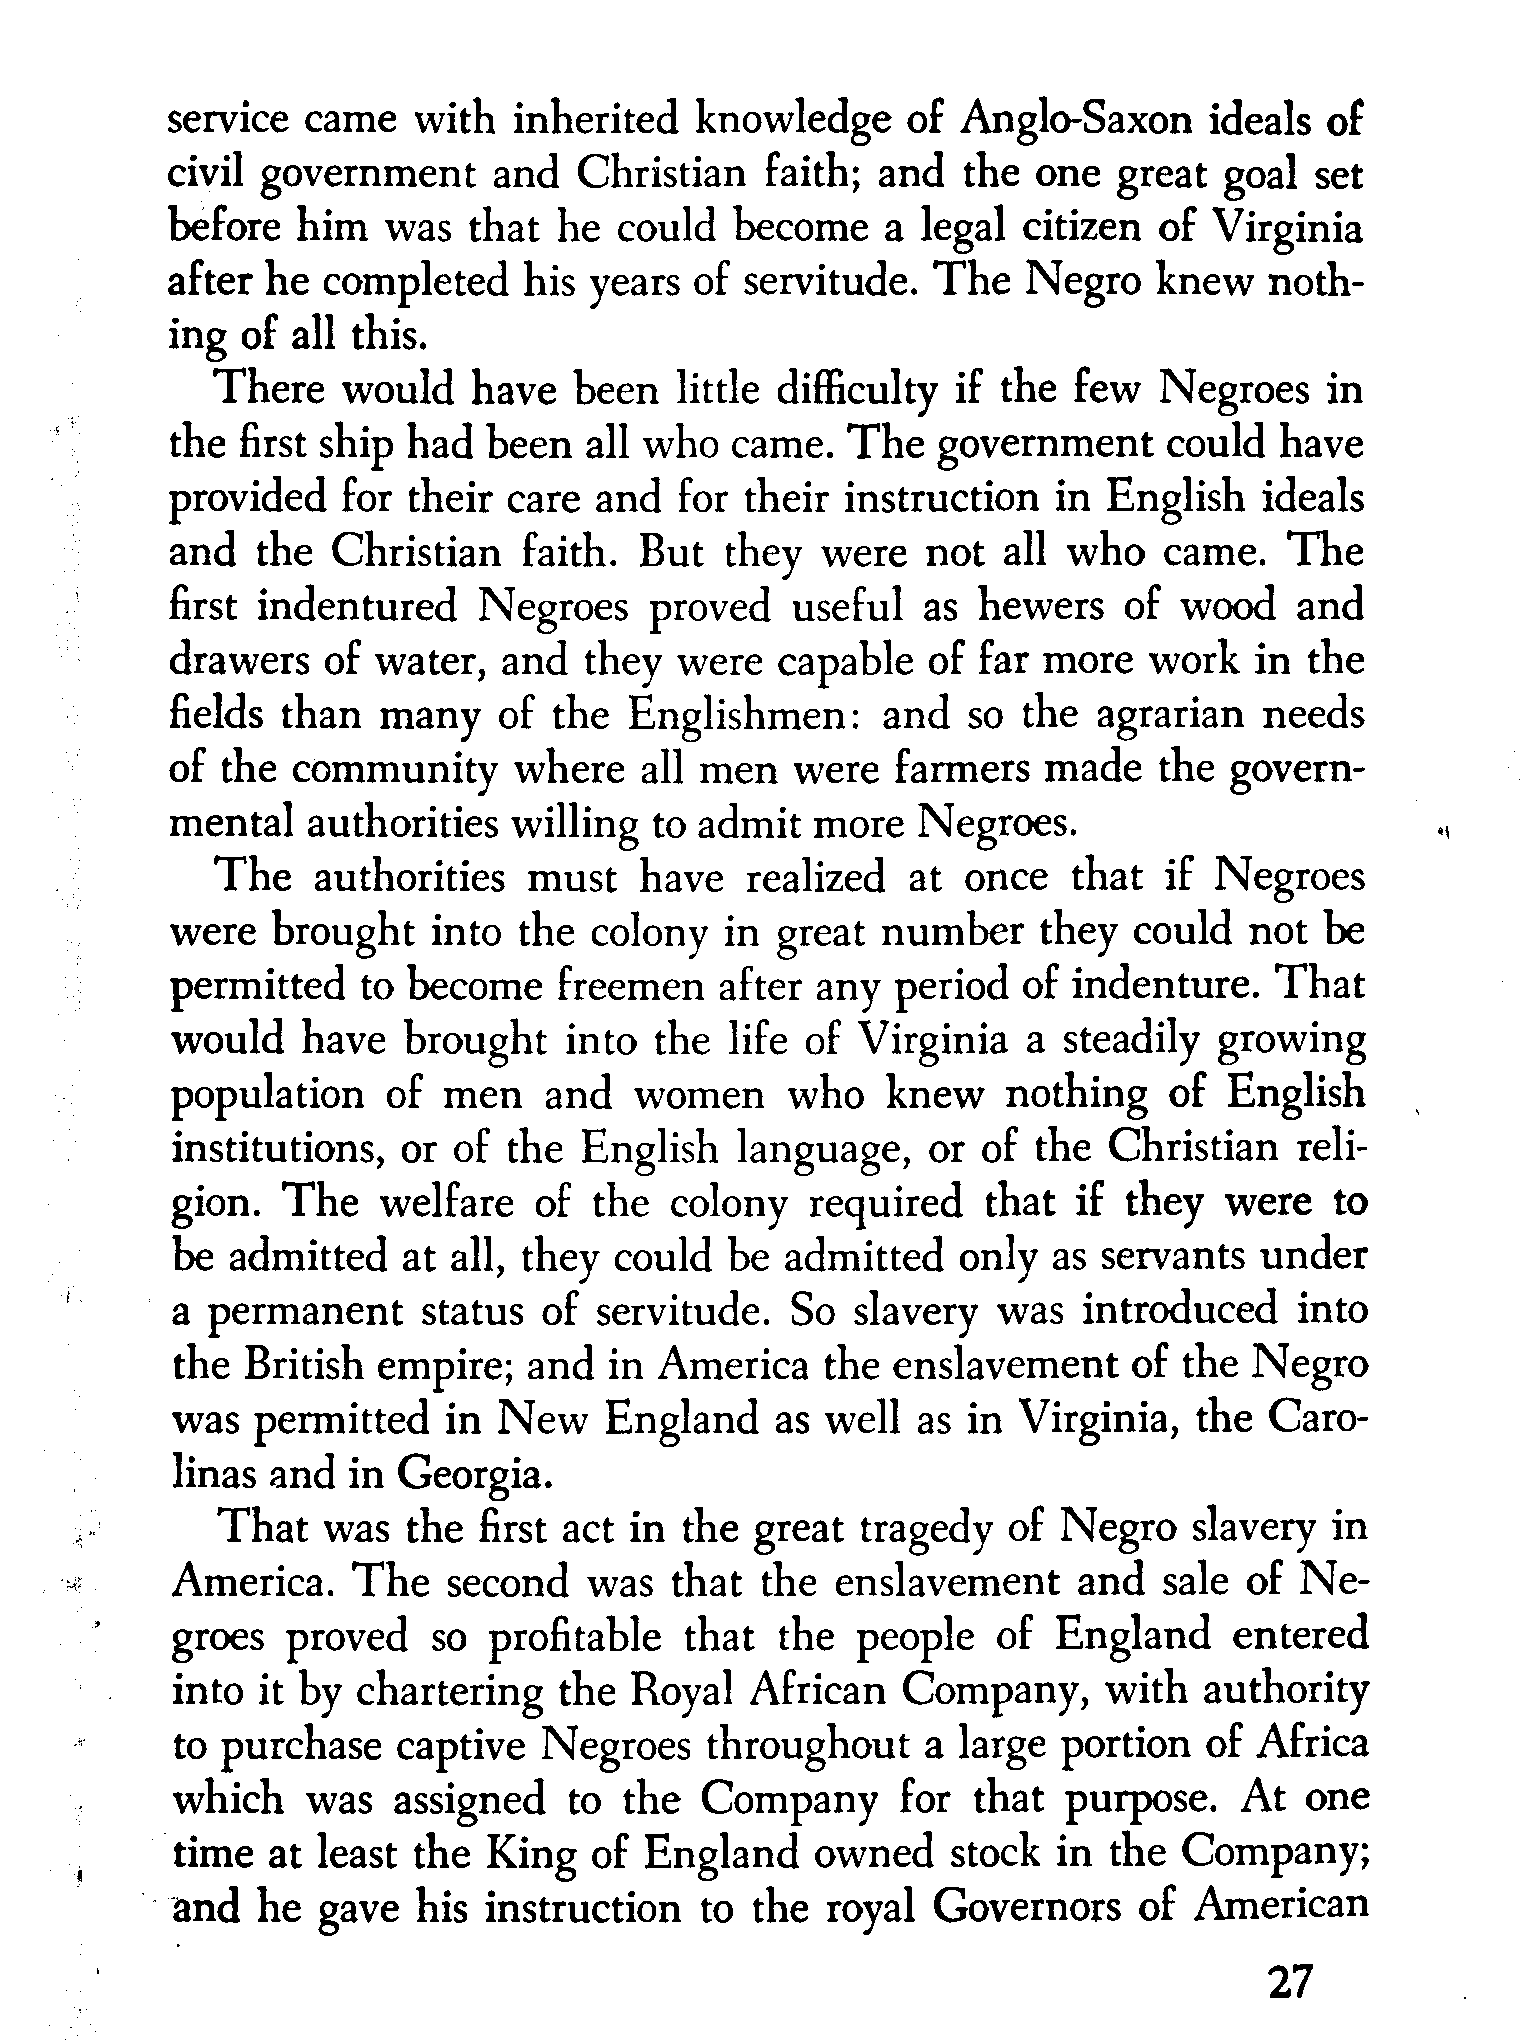 service came with inherited knowledge of Anglo-Saxon ideals of
civil government and Christian faith; and the one great goal set
before him was that he could become a legal citizen of Virginia
after he completed his years of servitude. The Negro knew noth-
ing of all this.
There would have been little difficulty if the few Negroes in
the first ship had been all who came. The government could have
provided for their care and for their instruction in English ideals
and the Christian faith. But they were not all who came. The
first indentured Negroes proved useful as hewers of wood and
drawers of water, and they were capable of far more work in the
fields than many of the Englishmen: and so the agrarian needs
of the community where all men were farmers made the govern-
mental authorities willing to admit more Negroes.
The authorities must have realized at once that if Negroes
were brought into the colony in great number they could not be
permitted to become freemen after any period of indenture. That
would have brought into the life of Virginia a steadily growing
population of men and women who knew nothing of English
institutions, or of the English language, or of the Christian reli-
gion. The welfare of the colony required that if they were to
be admitted at all, they could be admitted only as servants under
a permanent status of servitude. So slavery was introduced into
the British empire; and in America the enslavement of the Negro
was permitted in New England as well as in Virginia, the Caro-
linas and in Georgia.
That was the first act in the great tragedy of Negro slavery in
America. The second was that the enslavement and sale of Ne-
groes proved so profitable that the people of England entered
into it by chartering the Royal African Company, with authority
to purchase captive Negroes throughout a large portion of Africa
which was assigned to the Company for that purpose. At one
time at least the King of England owned stock in the Company;
and he gave his instruction to the royal Governors of American
27